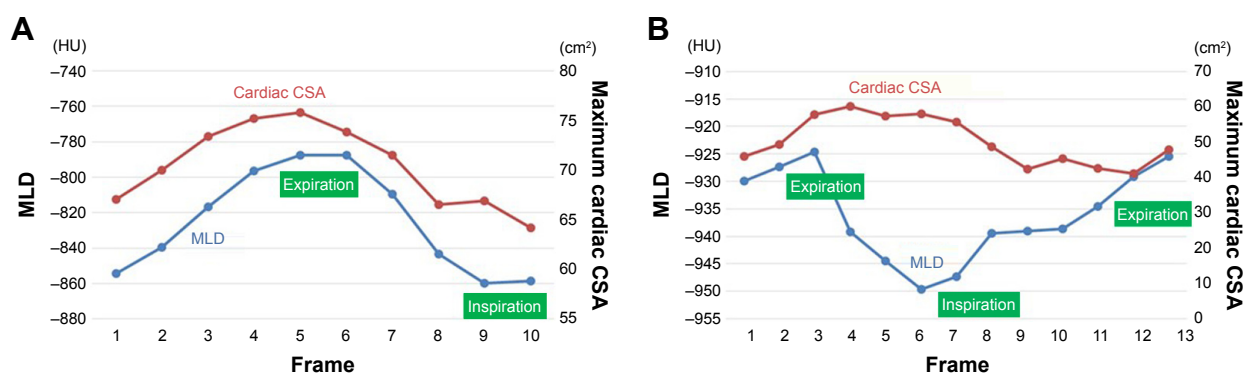 A
(HU)
(cm²)
–740
–760
–780
–800
–820
–840
–860
–880
MLD
80
75
70
65
60
55
Maximum cardiac CSA
Cardiac CSA
Expiration
MLD
Inspiration
1 2 3 4 5 6 7 8 9 10
Frame
B
(HU)
(cm²)
–910
–915
–920
–925
–930
–935
–940
–945
–950
–955
MLD
70
60
50
40
30
20
10
0
Maximum cardiac CSA
Cardiac CSA
Expiration
Expiration
MLD
Inspiration
1 2 3 4 5 6 7 8 9 10 11 12 13
Frame